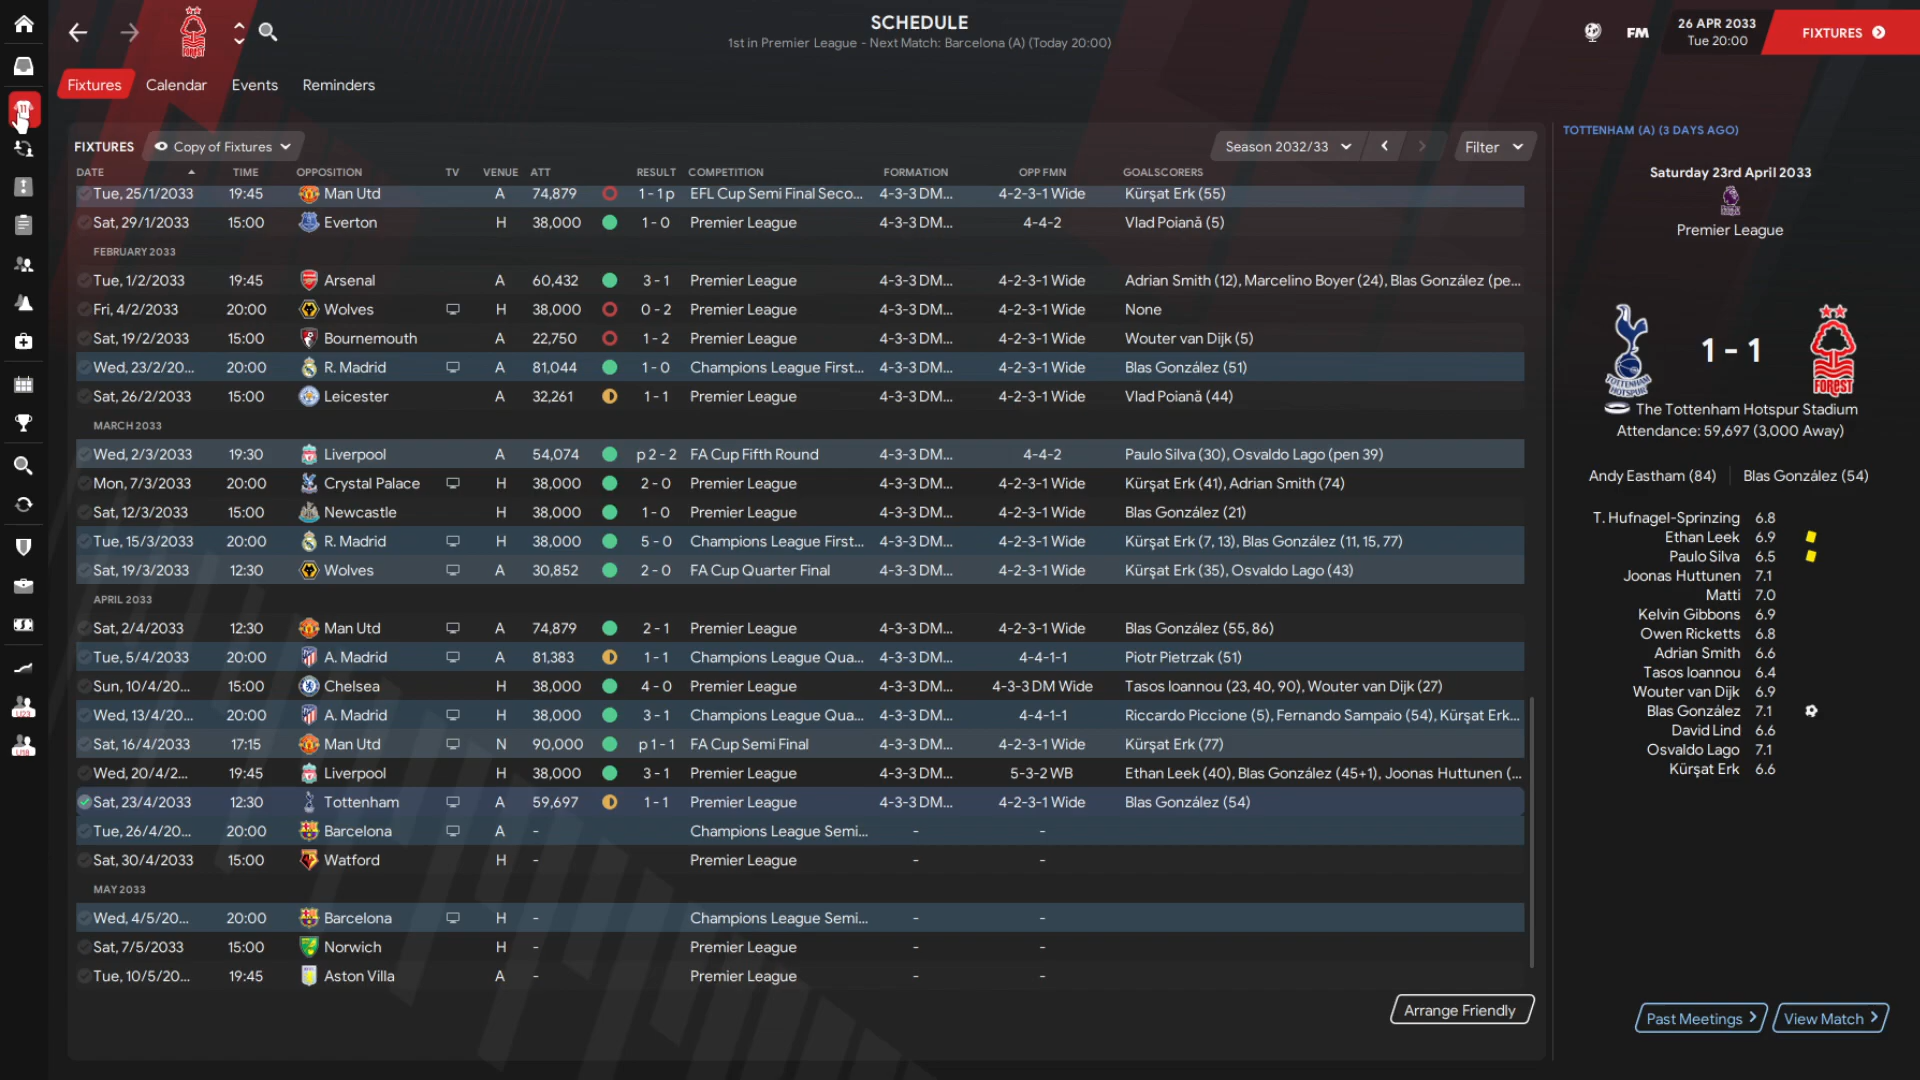 SCHEDULE
1st in Premier League - Next Match: Barcelona (A) (Today 20:00)
FM
26 APR 2033
Tue 20:00
FIXTURES
Fixtures Calendar Events Reminders
FIXTURES Copy of Fixtures Season 2032/33 Filter
DATE TIME OPPOSITION TV VENUE ATT RESULT COMPETITION FORMATION OPP FMN GOALSCORERS
Tue, 25/1/2033 19:45 Man Utd A 74,879 1 - 1 p EFL Cup Semi Final Seco... 4-3-3 DM... 4-2-3-1 Wide Kürşat Erk (55)
Sat, 29/1/2033 15:00 Everton H 38,000 1 - 0 Premier League 4-3-3 DM... 4-4-2 Vlad Poiană (5)
FEBRUARY 2033
Tue, 1/2/2033 19:45 Arsenal A 60,432 3 - 1 Premier League 4-3-3 DM... 4-2-3-1 Wide Adrian Smith (12), Marcelino Boyer (24), Blas González (pe...
Fri, 4/2/2033 20:00 Wolves H 38,000 0 - 2 Premier League 4-3-3 DM... 4-2-3-1 Wide None
Sat, 19/2/2033 15:00 Bournemouth A 22,750 1 - 2 Premier League 4-3-3 DM... 4-2-3-1 Wide Wouter van Dijk (5)
Wed, 23/2/20... 20:00 R. Madrid A 81,044 1 - 0 Champions League First... 4-3-3 DM... 4-2-3-1 Wide Blas González (51)
Sat, 26/2/2033 15:00 Leicester A 32,261 1 - 1 Premier League 4-3-3 DM... 4-2-3-1 Wide Vlad Poiană (44)
MARCH 2033
Wed, 2/3/2033 19:30 Liverpool A 54,074 p 2 - 2 FA Cup Fifth Round 4-3-3 DM... 4-4-2 Paulo Silva (30), Osvaldo Lago (pen 39)
Mon, 7/3/2033 20:00 Crystal Palace H 38,000 2 - 0 Premier League 4-3-3 DM... 4-2-3-1 Wide Kürşat Erk (41), Adrian Smith (74)
Sat, 12/3/2033 15:00 Newcastle H 38,000 1 - 0 Premier League 4-3-3 DM... 4-2-3-1 Wide Blas González (21)
Tue, 15/3/2033 20:00 R. Madrid H 38,000 5 - 0 Champions League First... 4-3-3 DM... 4-2-3-1 Wide Kürşat Erk (7, 13), Blas González (11, 15, 77)
Sat, 19/3/2033 12:30 Wolves A 30,852 2 - 0 FA Cup Quarter Final 4-3-3 DM... 4-2-3-1 Wide Kürşat Erk (35), Osvaldo Lago (43)
APRIL 2033
Sat, 2/4/2033 12:30 Man Utd A 74,879 2 - 1 Premier League 4-3-3 DM... 4-2-3-1 Wide Blas González (55, 86)
Tue, 5/4/2033 20:00 A. Madrid A 81,383 1 - 1 Champions League Qua... 4-3-3 DM... 4-4-1-1 Piotr Pietrzak (51)
Sun, 10/4/20... 15:00 Chelsea H 38,000 4 - 0 Premier League 4-3-3 DM... 4-3-3 DM Wide Tasos Ioannou (23, 40, 90), Wouter van Dijk (27)
Wed, 13/4/20... 20:00 A. Madrid H 38,000 3 - 1 Champions League Qua... 4-3-3 DM... 4-4-1-1 Riccardo Piccione (5), Fernando Sampaio (54), Kürşat Erk...
Sat, 16/4/2033 17:15 Man Utd N 90,000 p 1 - 1 FA Cup Semi Final 4-3-3 DM... 4-2-3-1 Wide Kürşat Erk (77)
Wed, 20/4/2... 19:45 Liverpool H 38,000 3 - 1 Premier League 4-3-3 DM... 5-3-2 WB Ethan Leek (40), Blas González (45+1), Joonas Huttunen (...
Sat, 23/4/2033 12:30 Tottenham A 59,697 1 - 1 Premier League 4-3-3 DM... 4-2-3-1 Wide Blas González (54)
Tue, 26/4/20... 20:00 Barcelona A - Champions League Semi... - -
Sat, 30/4/2033 15:00 Watford H - Premier League - -
MAY 2033
Wed, 4/5/20... 20:00 Barcelona H - Champions League Semi... - -
Sat, 7/5/2033 15:00 Norwich H - Premier League - -
Tue, 10/5/20... 19:45 Aston Villa A - Premier League - -
Arrange Friendly
TOTTENHAM (A) (3 DAYS AGO)
Saturday 23rd April 2033
Premier League
1 - 1
TOTTENHAM
HOTSPUR
FOREST
The Tottenham Hotspur Stadium
Attendance: 59,697 (3,000 Away)
Andy Eastham (84) Blas González (54)
T. Hufnagel-Sprinzing 6.8
Ethan Leek 6.9
Paulo Silva 6.5
Joonas Huttunen 7.1
Matti 7.0
Kelvin Gibbons 6.9
Owen Ricketts 6.8
Adrian Smith 6.6
Tasos Ioannou 6.4
Wouter van Dijk 6.9
Blas González 7.1
David Lind 6.6
Osvaldo Lago 7.1
Kürşat Erk 6.6
Past Meetings View Match
FOREST
11
U23
U18